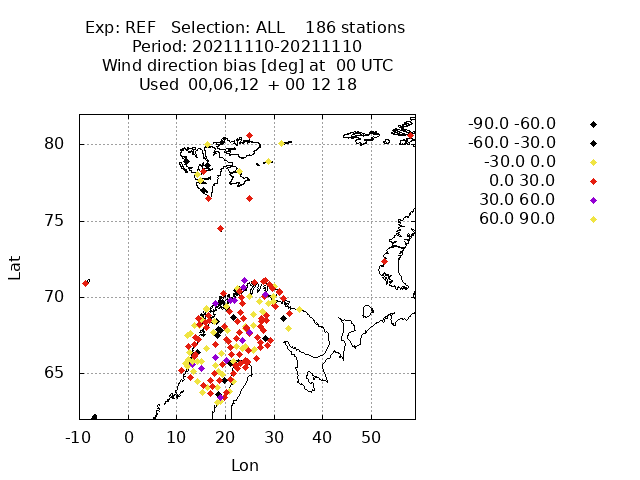 Exp: REF   Selection: ALL    186 stations
Period: 20211110-20211110
Wind direction bias [deg] at  00 UTC
Used  00,06,12  + 00 12 18
-90.0 -60.0
-60.0 -30.0
-30.0 0.0
0.0 30.0
30.0 60.0
60.0 90.0
80
75
70
65
Lat
-10 0 10 20 30 40 50
Lon